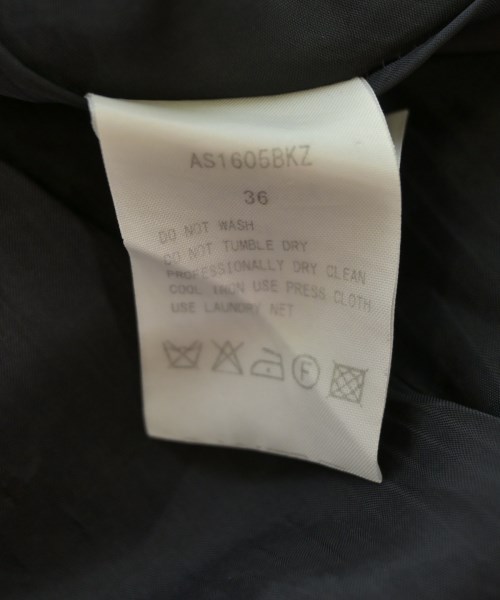 AS1605BKZ
36
DO NOT WASH
DO NOT TUMBLE DRY
PROFESSIONALLY DRY CLEAN
COOL IRON USE PRESS CLOTH
USE LAUNDRY NET
F